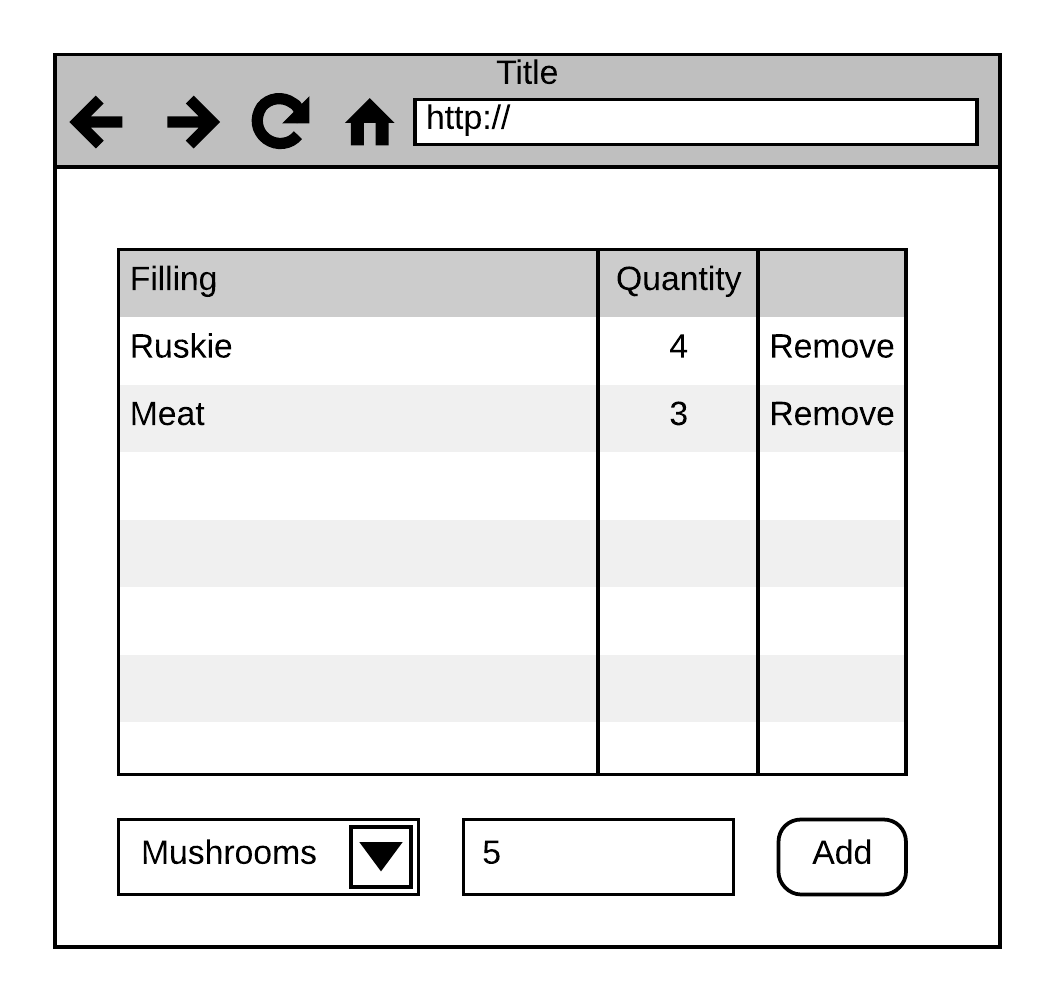 Title
http://
Filling Quantity
Ruskie 4 Remove
Meat 3 Remove
Mushrooms 5 Add